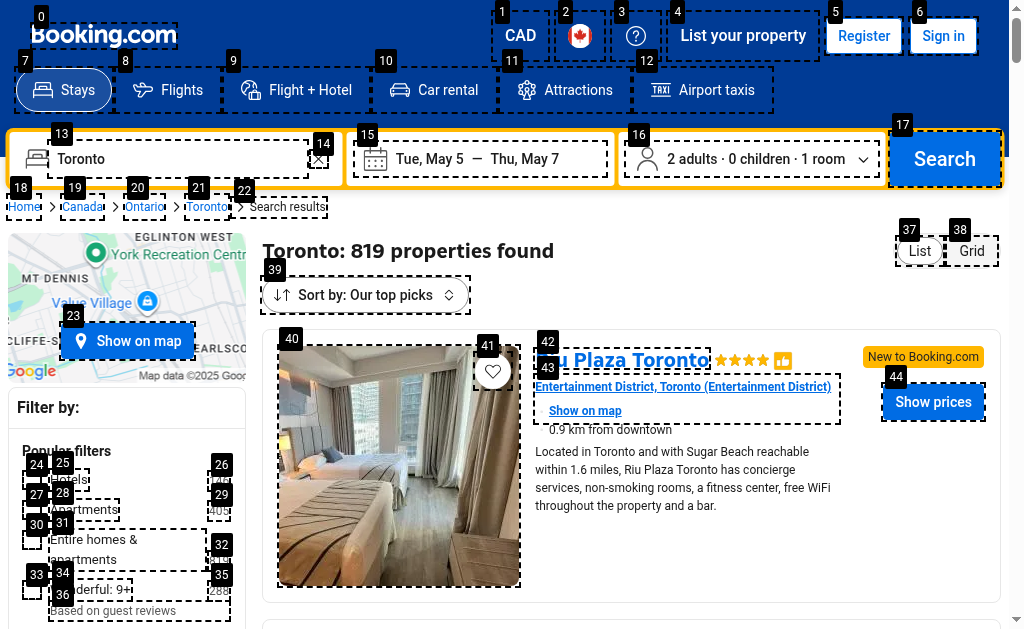 0
Booking.com
1
CAD
2
3
4
List your property
5
Register
6
Sign in
7
Stays
8
Flights
9
Flight + Hotel
10
Car rental
11
Attractions
12
TAXI
Airport taxis
13
Toronto
14
15
Tue, May 5 — Thu, May 7
16
2 adults · 0 children · 1 room
17
Search
18
Home
19
Canada
20
Ontario
21
Toronto
22
Search results
EGLINTON WEST
York Recreation Centr
MT DENNIS
Value Village
23
Show on map
CLIFFE-S
EARLSCO
Google
Map data ©2025 Goog
Toronto: 819 properties found
37
List
38
Grid
39
Sort by: Our top picks
Filter by:
Popular filters
24
25
Hotels
26
27
28
Apartments
29
405
30
31
Entire homes & apartments
32
33
34
Wonderful: 9+
35
288
36
Based on guest reviews
40
41
42
Riu Plaza Toronto
43
Entertainment District, Toronto (Entertainment District)
Show on map
0.9 km from downtown
Located in Toronto and with Sugar Beach reachable
within 1.6 miles, Riu Plaza Toronto has concierge
services, non-smoking rooms, a fitness center, free WiFi
throughout the property and a bar.
New to Booking.com
44
Show prices